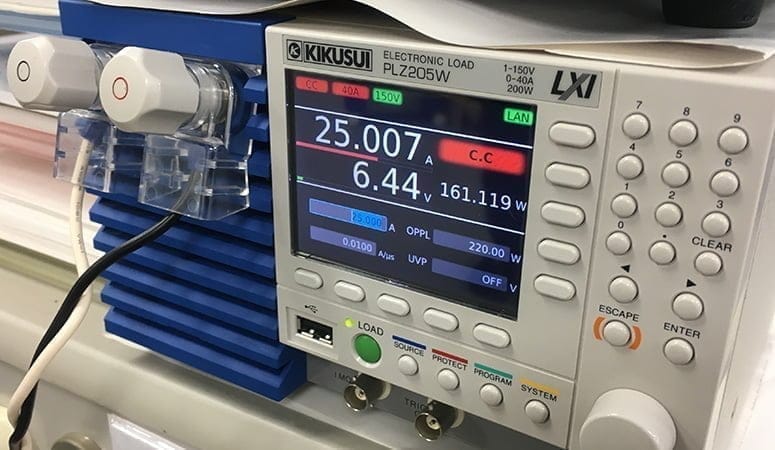 KIKUSUI ELECTRONIC LOAD
PLZ205W
1-150V
0-40A
200W
LXI
CC 40A 150V
LAN
25.007 A
C.C
6.44 V 161.119 W
25.000 A OPPL 220.00 W
0.0100 A/μs UVP OFF V
LOAD
SOURCE PROTECT PROGRAM SYSTEM
I MO
TRI
7 8 9
4 5 6
1 2 3
0 . CLEAR
ESCAPE
ENTER